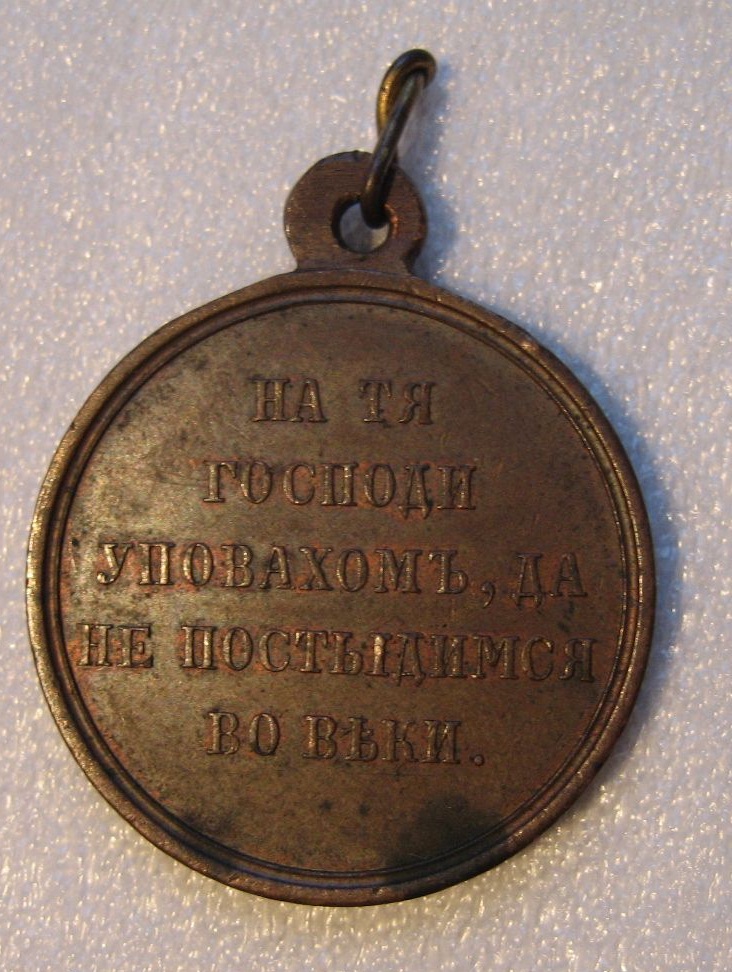 НА ТЯ
ГОСПОДИ
УПОВАХОМЪ, ДА
НЕ ПОСТЫДИМСЯ
ВО ВѢКИ.